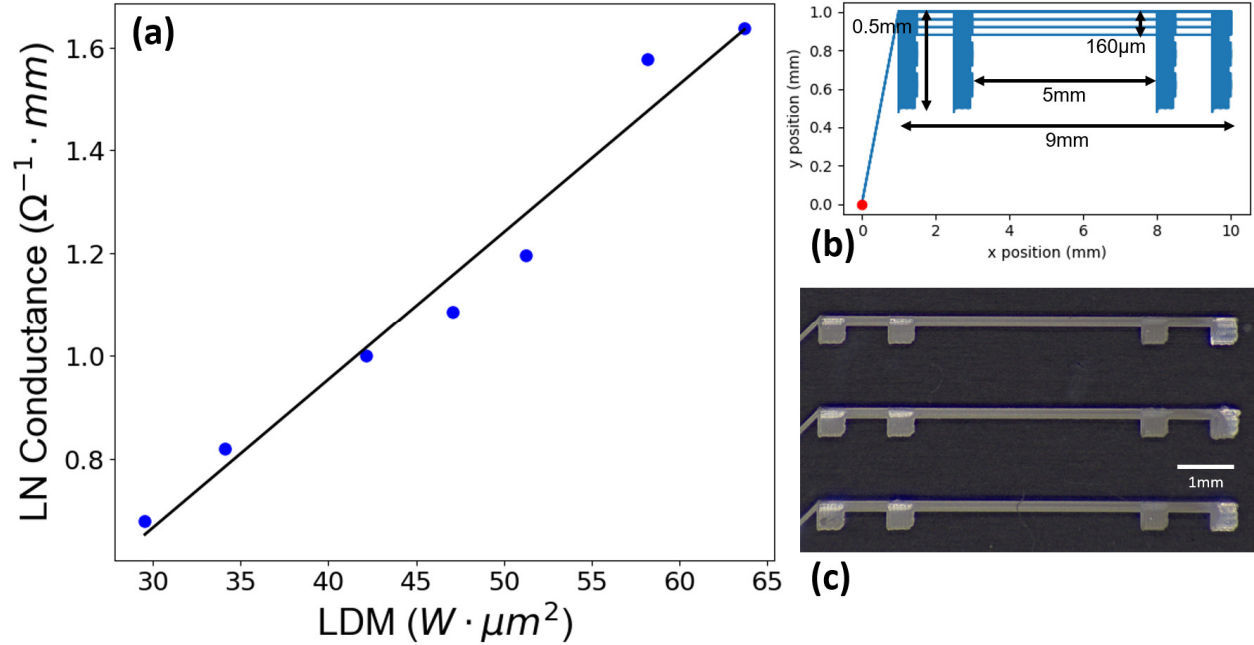 (a)
LN Conductance (Ω⁻¹ · mm)
1.6
1.4
1.2
1.0
0.8
30 35 40 45 50 55 60 65
LDM (W · μm²)
y position (mm)
1.0
0.8
0.6
0.4
0.2
0.0
0.5mm
160μm
5mm
9mm
0 2 4 6 8 10
x position (mm)
(b)
1mm
(c)